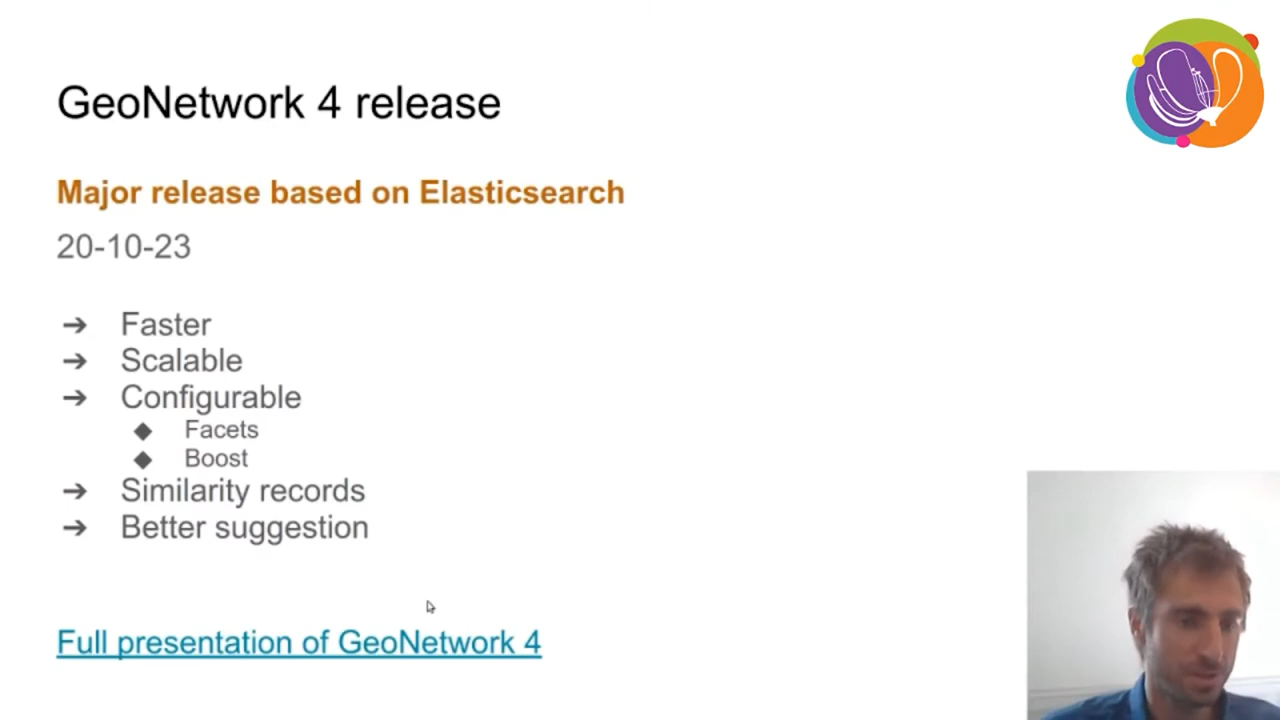 GeoNetwork 4 release
Major release based on Elasticsearch
20-10-23
➔ Faster
➔ Scalable
➔ Configurable
◆ Facets
◆ Boost
➔ Similarity records
➔ Better suggestion
Full presentation of GeoNetwork 4